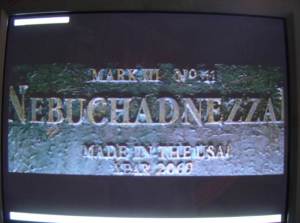 MARK III Nº 11
NEBUCHADNEZZA
MADE IN THE USA
YEAR 2069